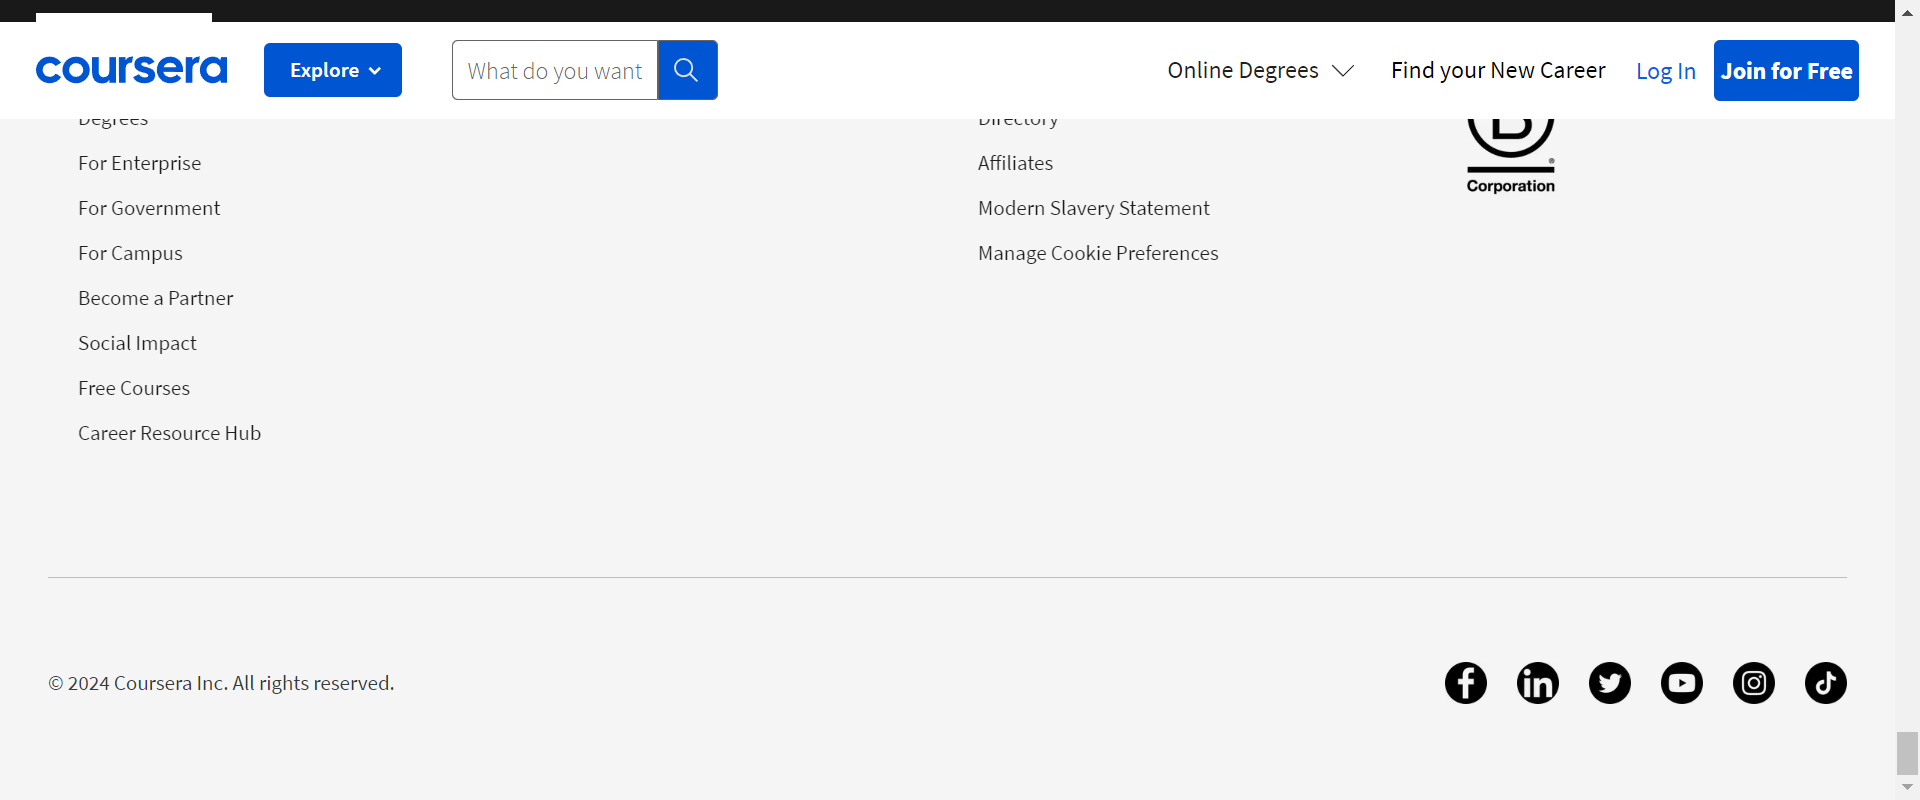 coursera
Explore
What do you want
Online Degrees
Find your New Career
Log In
Join for Free
Degrees
For Enterprise
For Government
For Campus
Become a Partner
Social Impact
Free Courses
Career Resource Hub
Directory
Affiliates
Modern Slavery Statement
Manage Cookie Preferences
B
Corporation
© 2024 Coursera Inc. All rights reserved.